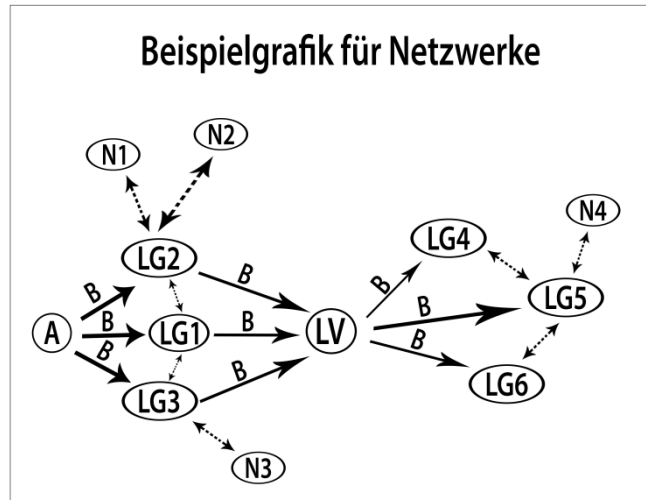 Beispielgrafik für Netzwerke
N1
N2
N4
LG2
LG4
B
B
B
LG5
A
B
LG1
B
LV
B
B
B
LG3
B
LG6
N3